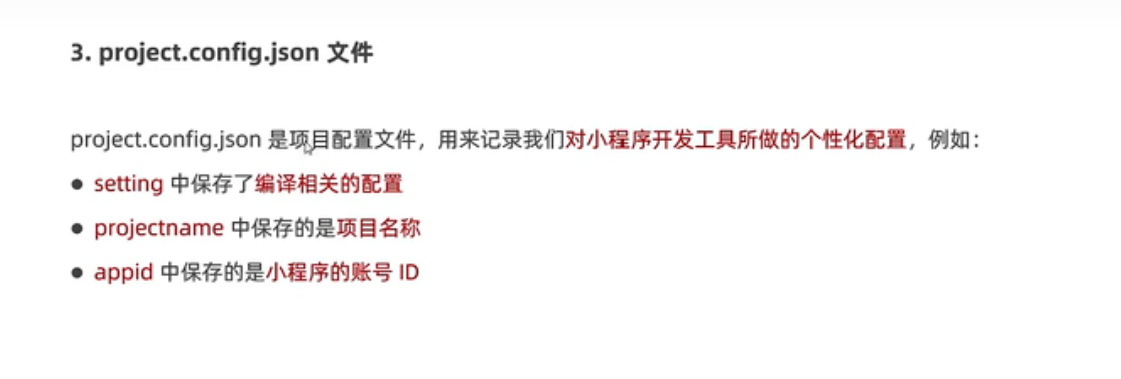 3. project.config.json 文件
project.config.json 是项目配置文件，用来记录我们对小程序开发工具所做的个性化配置，例如：
● setting 中保存了编译相关的配置
● projectname 中保存的是项目名称
● appid 中保存的是小程序的账号 ID